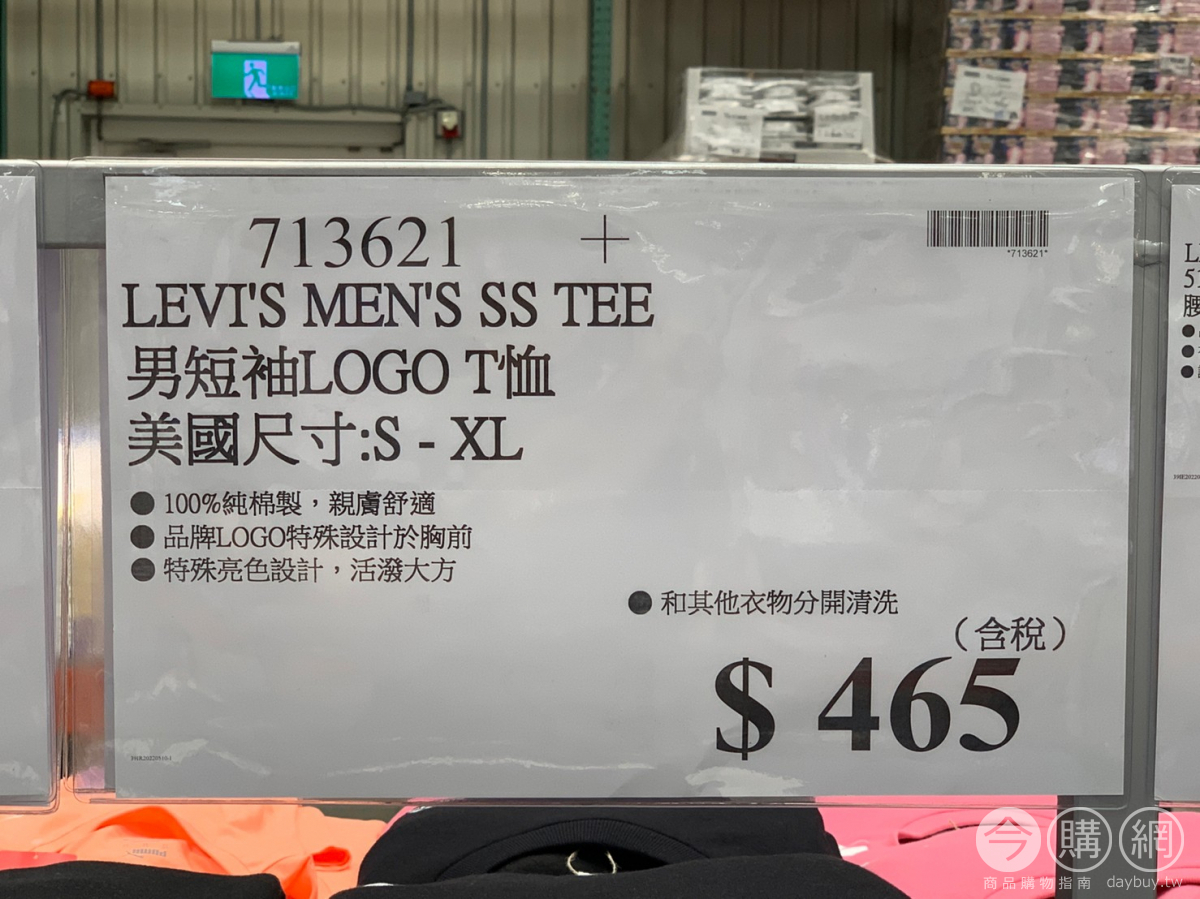 713621 +
*713621*
LEVI'S MEN'S SS TEE
男短袖LOGO T恤
美國尺寸:S - XL
● 100%純棉製，親膚舒適
● 品牌LOGO特殊設計於胸前
● 特殊亮色設計，活潑大方
● 和其他衣物分開清洗
（含稅）
$ 465
L
51
腰
今購網
商品購物指南 daybuy.tw